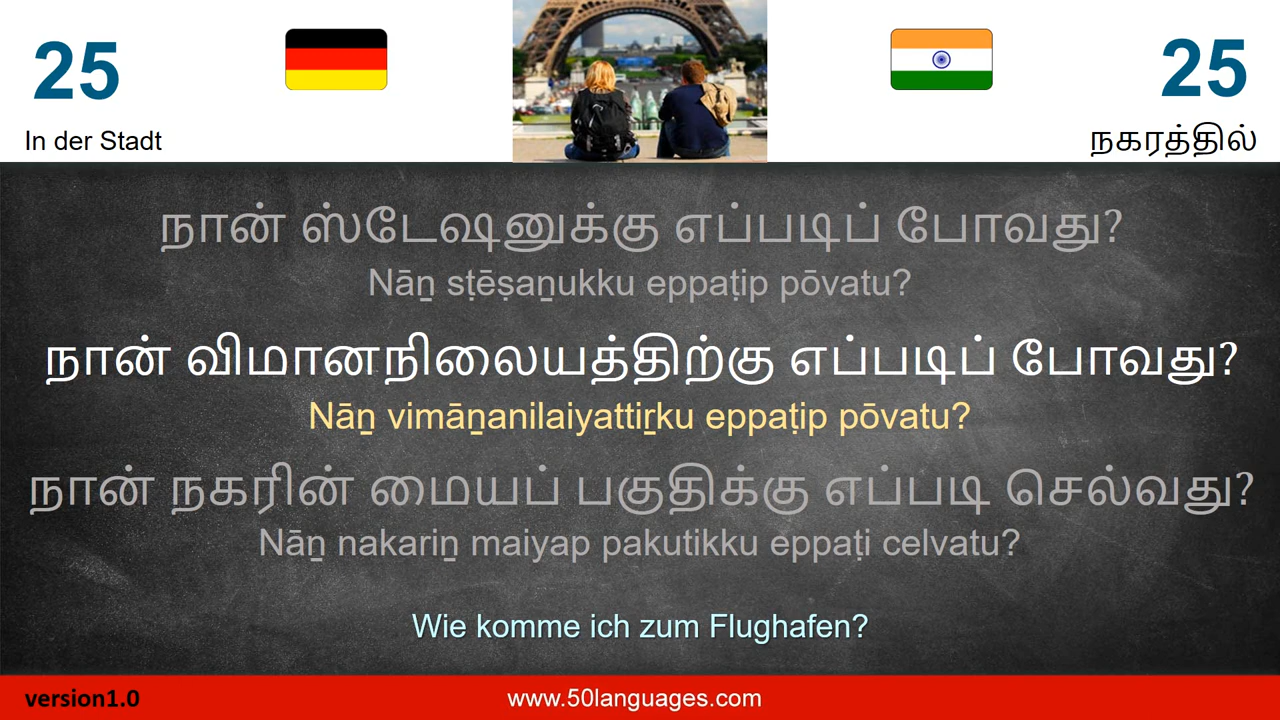 25
25
In der Stadt
நகரத்தில்
நான் ஸ்டேஷனுக்கு எப்படிப் போவது?
Nāṉ sṭēṣaṉukku eppaṭip pōvatu?
நான் விமானநிலையத்திற்கு எப்படிப் போவது?
Nāṉ vimāṉanilaiyattiṟku eppaṭip pōvatu?
நான் நகரின் மையப் பகுதிக்கு எப்படி செல்வது?
Nāṉ nakariṉ maiyap pakutikku eppaṭi celvatu?
Wie komme ich zum Flughafen?
version1.0
www.50languages.com